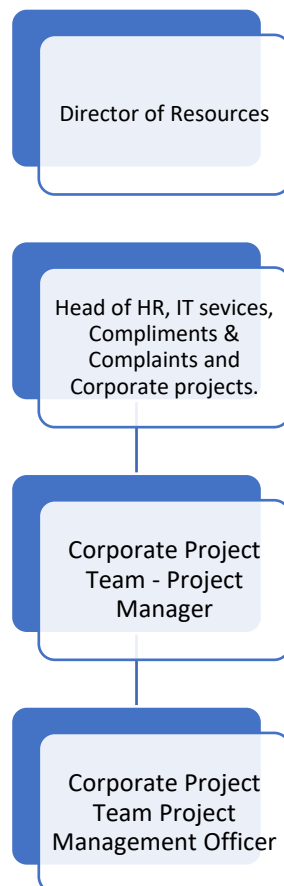 Director of Resources
Head of HR, IT sevices,
Compliments &
Complaints and
Corporate projects.
Corporate Project
Team - Project
Manager
Corporate Project
Team Project
Management Officer